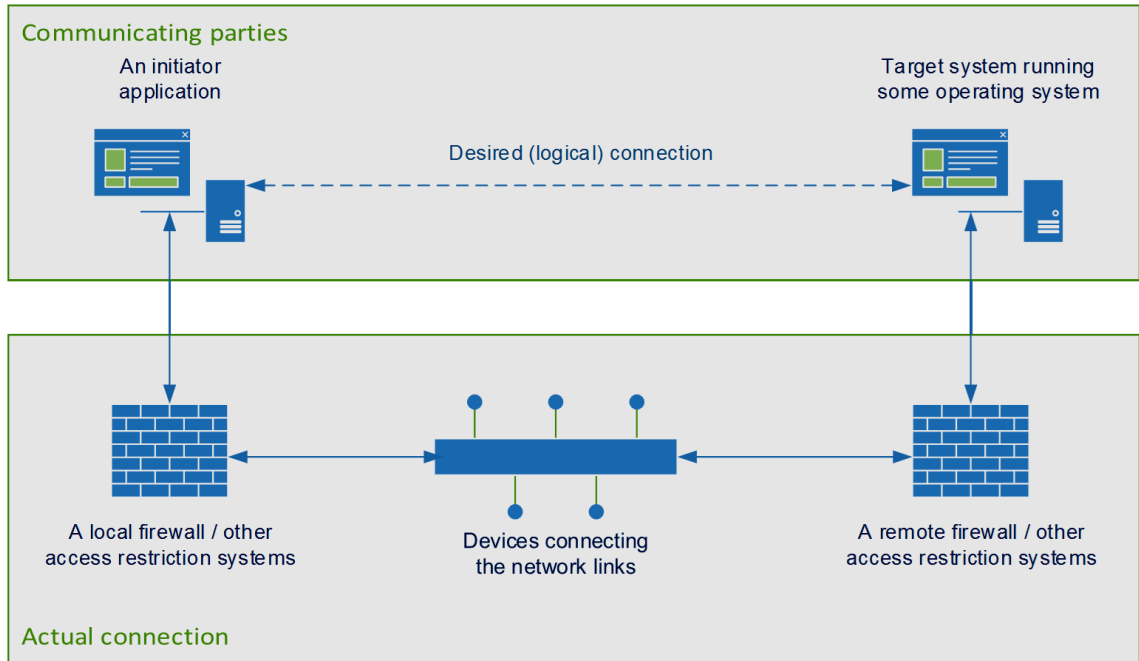 Communicating parties
An initiator
application
Target system running
some operating system
Desired (logical) connection
A local firewall / other
access restriction systems
Devices connecting
the network links
A remote firewall / other
access restriction systems
Actual connection